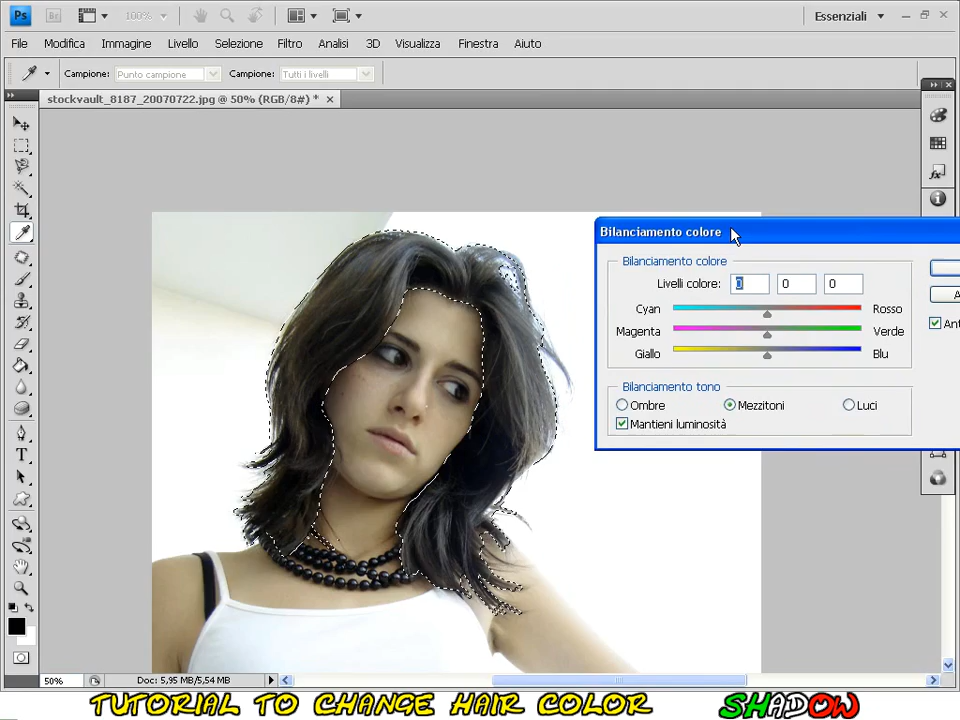 Ps Br 100% Essenziali
File Modifica Immagine Livello Selezione Filtro Analisi 3D Visualizza Finestra Aiuto
Campione: Punto campione Campione: Tutti i livelli
stockvault_8187_20070722.jpg @ 50% (RGB/8#) *
Bilanciamento colore
Bilanciamento colore
Livelli colore: 0 0 0
Cyan Rosso
Magenta Verde
Giallo Blu
A
Ant
Bilanciamento tono
Ombre Mezzitoni Luci
Mantieni luminosità
50% Doc: 5,95 MB/5,54 MB
TUTORIAL TO CHANGE HAIR COLOR SHADOW